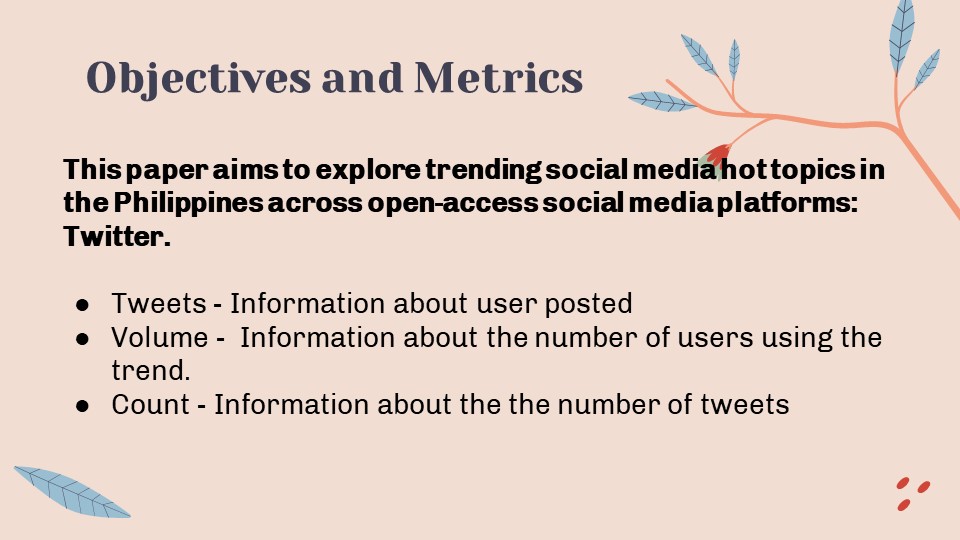 Objectives and Metrics
This paper aims to explore trending social media hot topics in
the Philippines across open-access social media platforms:
Twitter.
● Tweets - Information about user posted
● Volume - Information about the number of users using the
trend.
● Count - Information about the the number of tweets